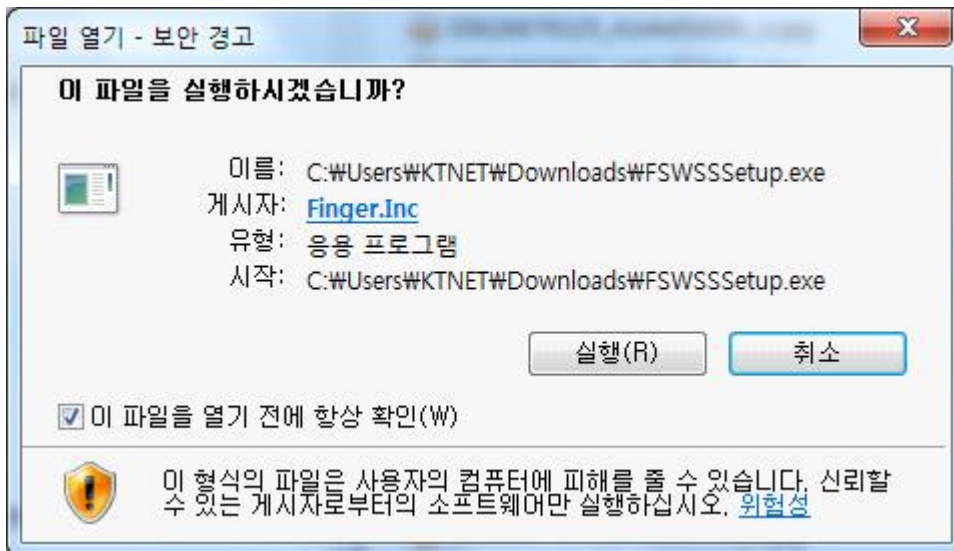 파일 열기 - 보안 경고
이 파일을 실행하시겠습니까?
이름: C:₩Users₩KTNET₩Downloads₩FSWSSSetup.exe
게시자: Finger.Inc
유형: 응용 프로그램
시작: C:₩Users₩KTNET₩Downloads₩FSWSSSetup.exe
실행(R) 취소
이 파일을 열기 전에 항상 확인(W)
이 형식의 파일은 사용자의 컴퓨터에 피해를 줄 수 있습니다. 신뢰할
수 있는 게시자로부터의 소프트웨어만 실행하십시오. 위험성